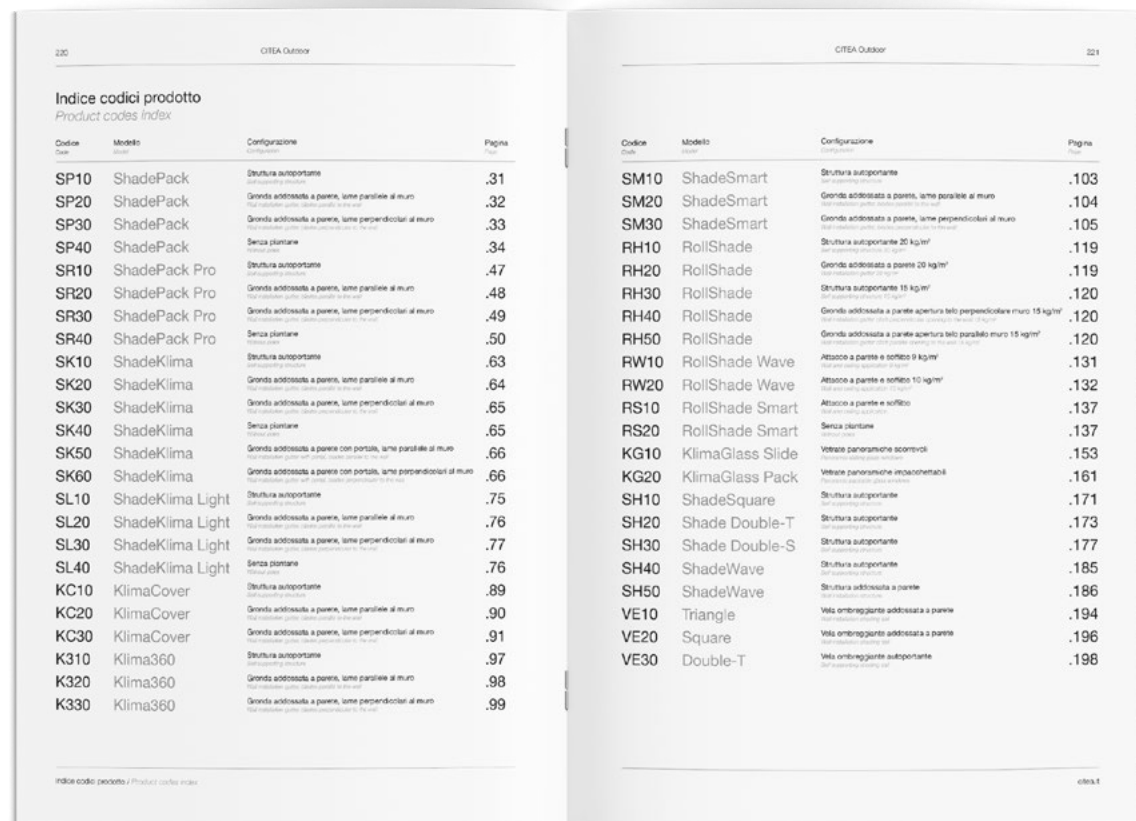 220 CITEA Outdoor
Indice codici prodotto
Product codes index
Codice Modello Configurazione Pagina
Code Model Configuration Page
SP10 ShadePack Struttura autoportante .31
SP20 ShadePack Gronda addossata a parete, lame parallele al muro .32
SP30 ShadePack Gronda addossata a parete, lame perpendicolari al muro .33
SP40 ShadePack Senza piantane .34
SR10 ShadePack Pro Struttura autoportante .47
SR20 ShadePack Pro Gronda addossata a parete, lame parallele al muro .48
SR30 ShadePack Pro Gronda addossata a parete, lame perpendicolari al muro .49
SR40 ShadePack Pro Senza piantane .50
SK10 ShadeKlima Struttura autoportante .63
SK20 ShadeKlima Gronda addossata a parete, lame parallele al muro .64
SK30 ShadeKlima Gronda addossata a parete, lame perpendicolari al muro .65
SK40 ShadeKlima Senza piantane .65
SK50 ShadeKlima Gronda addossata a parete con portale, lame parallele al muro .66
SK60 ShadeKlima Gronda addossata a parete con portale, lame perpendicolari al muro .66
SL10 ShadeKlima Light Struttura autoportante .75
SL20 ShadeKlima Light Gronda addossata a parete, lame parallele al muro .76
SL30 ShadeKlima Light Gronda addossata a parete, lame perpendicolari al muro .77
SL40 ShadeKlima Light Senza piantane .76
KC10 KlimaCover Struttura autoportante .89
KC20 KlimaCover Gronda addossata a parete, lame parallele al muro .90
KC30 KlimaCover Gronda addossata a parete, lame perpendicolari al muro .91
K310 Klima360 Struttura autoportante .97
K320 Klima360 Gronda addossata a parete, lame parallele al muro .98
K330 Klima360 Gronda addossata a parete, lame perpendicolari al muro .99
Indice codici prodotto / Product codes index
CITEA Outdoor 221
Codice Modello Configurazione Pagina
Code Model Configuration Page
SM10 ShadeSmart Struttura autoportante .103
SM20 ShadeSmart Gronda addossata a parete, lame parallele al muro .104
SM30 ShadeSmart Gronda addossata a parete, lame perpendicolari al muro .105
RH10 RollShade Struttura autoportante 20 kg/m² .119
RH20 RollShade Gronda addossata a parete 20 kg/m² .119
RH30 RollShade Struttura autoportante 15 kg/m² .120
RH40 RollShade Gronda addossata a parete apertura telo perpendicolare muro 15 kg/m² .120
RH50 RollShade Gronda addossata a parete apertura telo parallelo muro 15 kg/m² .120
RW10 RollShade Wave Attacco a parete e soffitto 9 kg/m² .131
RW20 RollShade Wave Attacco a parete e soffitto 10 kg/m² .132
RS10 RollShade Smart Attacco a parete e soffitto .137
RS20 RollShade Smart Senza piantane .137
KG10 KlimaGlass Slide Vetrate panoramiche scorrevoli .153
KG20 KlimaGlass Pack Vetrate panoramiche impacchettabili .161
SH10 ShadeSquare Struttura autoportante .171
SH20 Shade Double-T Struttura autoportante .173
SH30 Shade Double-S Struttura autoportante .177
SH40 ShadeWave Struttura autoportante .185
SH50 ShadeWave Struttura addossata a parete .186
VE10 Triangle Vela ombreggiante addossata a parete .194
VE20 Square Vela ombreggiante addossata a parete .196
VE30 Double-T Vela ombreggiante autoportante .198
citea.it